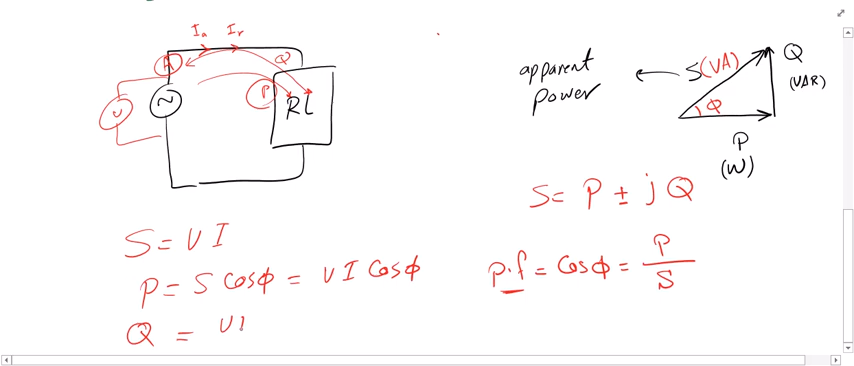 Ia Ir
A
Q
V
~
P
RL
apparent
power
S(VA)
Q
(VAR)
ϕ
P
(W)
S = P ± j Q
S = V I
P = S Cosϕ = V I Cosϕ
p.f = Cosϕ = P / S
Q = V I